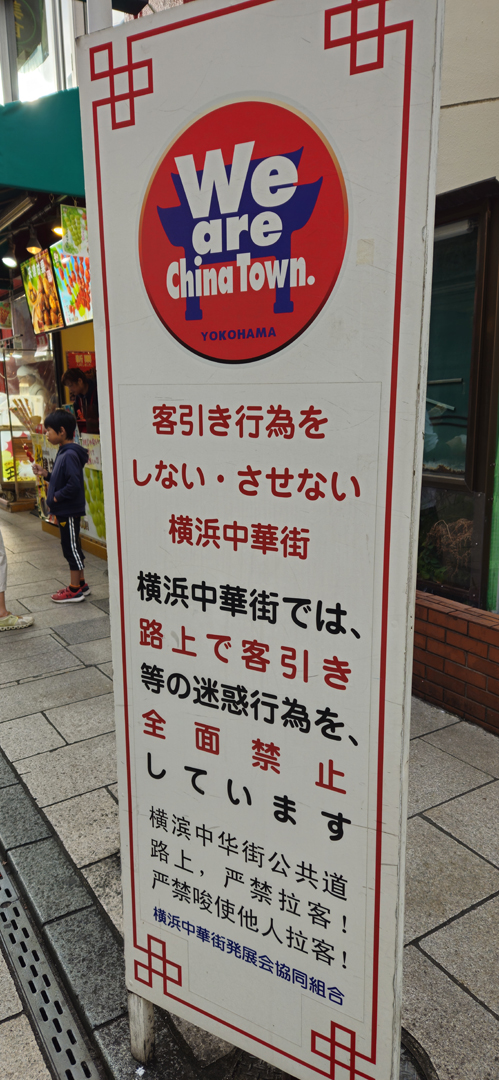 We
are
China Town.
YOKOHAMA
客引き行為を
しない・させない
横浜中華街
横浜中華街では、
路上で客引き
等の迷惑行為を、
全面禁止
しています
横滨中华街公共道
路上，严禁拉客！
严禁唆使他人拉客！
横浜中華街発展会協同組合